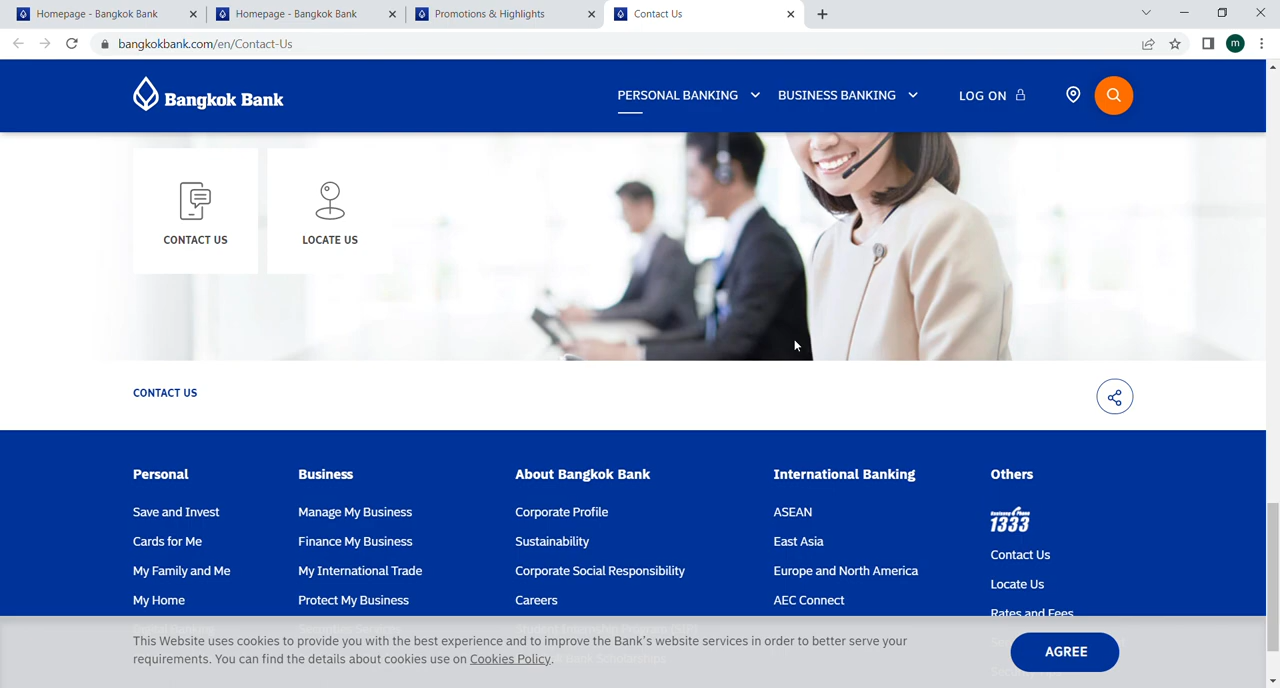 Homepage - Bangkok Bank
Homepage - Bangkok Bank
Promotions & Highlights
Contact Us
bangkokbank.com/en/Contact-Us
m
Bangkok Bank
PERSONAL BANKING
BUSINESS BANKING
LOG ON
CONTACT US
LOCATE US
CONTACT US
Personal
Business
About Bangkok Bank
International Banking
Others
Save and Invest
Manage My Business
Corporate Profile
ASEAN
1333
Cards for Me
Finance My Business
Sustainability
East Asia
Contact Us
My Family and Me
My International Trade
Corporate Social Responsibility
Europe and North America
Locate Us
My Home
Protect My Business
Careers
AEC Connect
Rates and Fees
This Website uses cookies to provide you with the best experience and to improve the Bank's website services in order to better serve your
requirements. You can find the details about cookies use on Cookies Policy.
AGREE